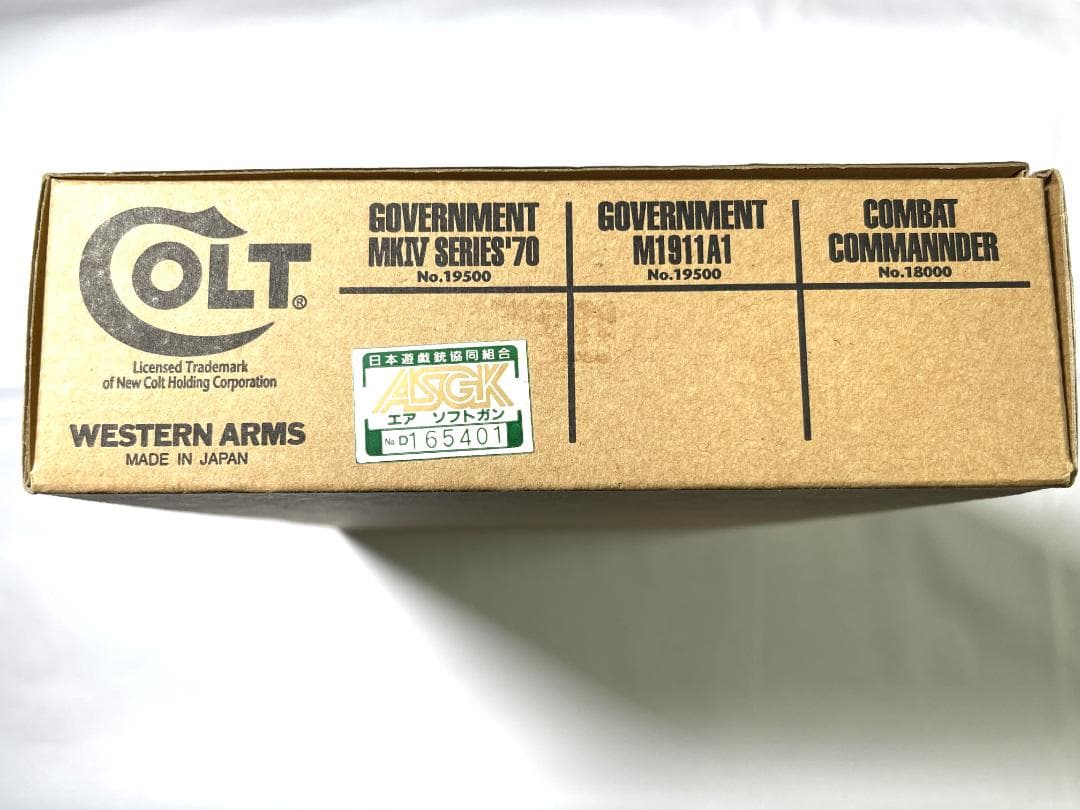 COLT®
Licensed Trademark
of New Colt Holding Corporation
WESTERN ARMS
MADE IN JAPAN
GOVERNMENT
MKIV SERIES'70
No.19500
GOVERNMENT
M1911A1
No.19500
COMBAT
COMMANNDER
No.18000
日本遊戯銃協同組合
ASGK
エア ソフトガン
No D165401